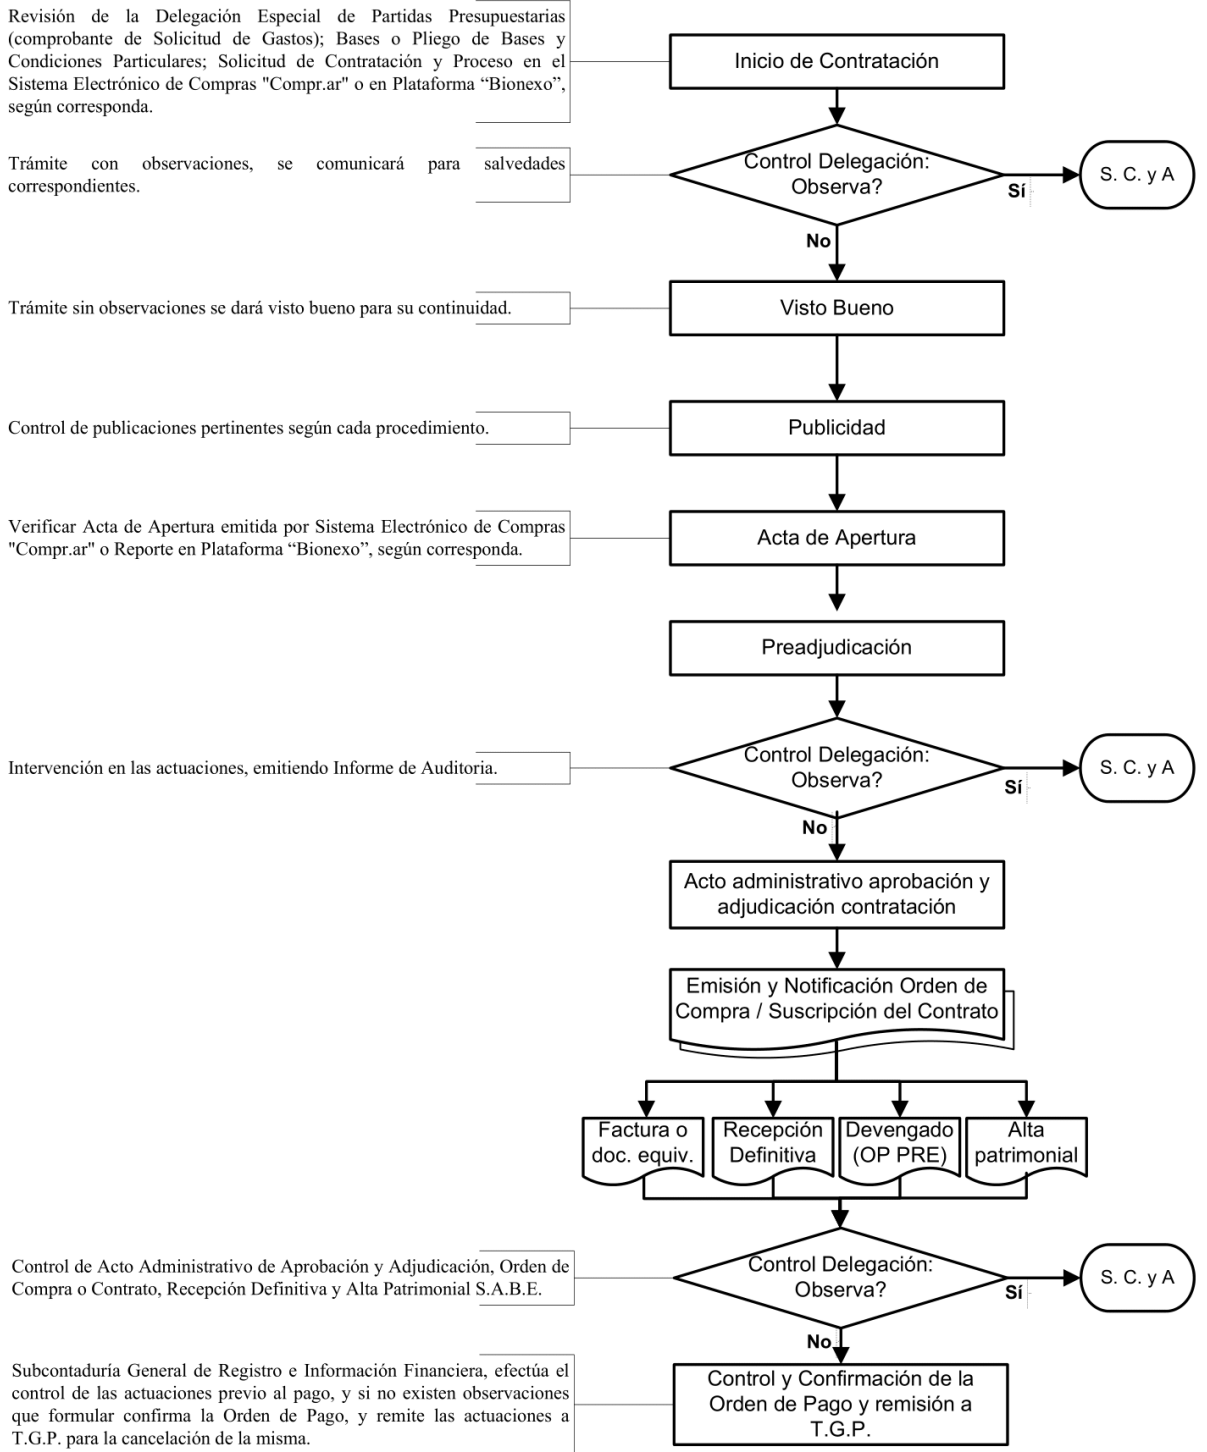 Revisión de la Delegación Especial de Partidas Presupuestarias
(comprobante de Solicitud de Gastos); Bases o Pliego de Bases y
Condiciones Particulares; Solicitud de Contratación y Proceso en el
Sistema Electrónico de Compras "Compr.ar" o en Plataforma “Bionexo”,
según corresponda.
Inicio de Contratación
Trámite con observaciones, se comunicará para salvedades
correspondientes.
Control Delegación:
Observa?
Sí
S. C. y A
No
Trámite sin observaciones se dará visto bueno para su continuidad.
Visto Bueno
Control de publicaciones pertinentes según cada procedimiento.
Publicidad
Verificar Acta de Apertura emitida por Sistema Electrónico de Compras
"Compr.ar" o Reporte en Plataforma “Bionexo”, según corresponda.
Acta de Apertura
Preadjudicación
Intervención en las actuaciones, emitiendo Informe de Auditoria.
Control Delegación:
Observa?
Sí
S. C. y A
No
Acto administrativo aprobación y
adjudicación contratación
Emisión y Notificación Orden de
Compra / Suscripción del Contrato
Factura o
doc. equiv.
Recepción
Definitiva
Devengado
(OP PRE)
Alta
patrimonial
Control de Acto Administrativo de Aprobación y Adjudicación, Orden de
Compra o Contrato, Recepción Definitiva y Alta Patrimonial S.A.B.E.
Control Delegación:
Observa?
Sí
S. C. y A
No
Subcontaduría General de Registro e Información Financiera, efectúa el
control de las actuaciones previo al pago, y si no existen observaciones
que formular confirma la Orden de Pago, y remite las actuaciones a
T.G.P. para la cancelación de la misma.
Control y Confirmación de la
Orden de Pago y remisión a
T.G.P.